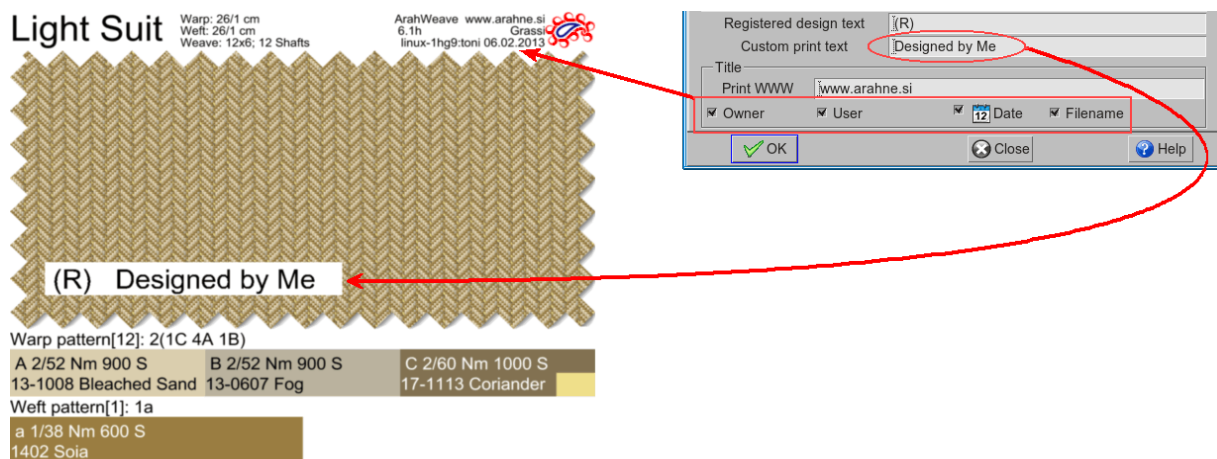 Light Suit
Warp: 26/1 cm
Weft: 26/1 cm
Weave: 12x6; 12 Shafts
ArahWeave www.arahne.si
6.1h Grassi
linux-1hg9:toni 06.02.2013
(R) Designed by Me
Warp pattern[12]: 2(1C 4A 1B)
A 2/52 Nm 900 S B 2/52 Nm 900 S C 2/60 Nm 1000 S
13-1008 Bleached Sand 13-0607 Fog 17-1113 Coriander
Weft pattern[1]: 1a
a 1/38 Nm 600 S
1402 Soia
Registered design text (R)
Custom print text Designed by Me
Title
Print WWW www.arahne.si
Owner User 12 Date Filename
OK Close Help